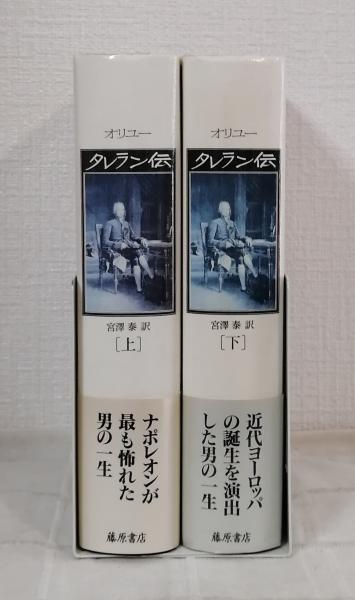 オリユー
タレラン伝
宮澤 泰 訳
[上]
ナポレオンが
最も怖れた
男の一生
藤原書店
オリユー
タレラン伝
宮澤 泰 訳
[下]
近代ヨーロッパ
の誕生を演出
した男の一生
藤原書店